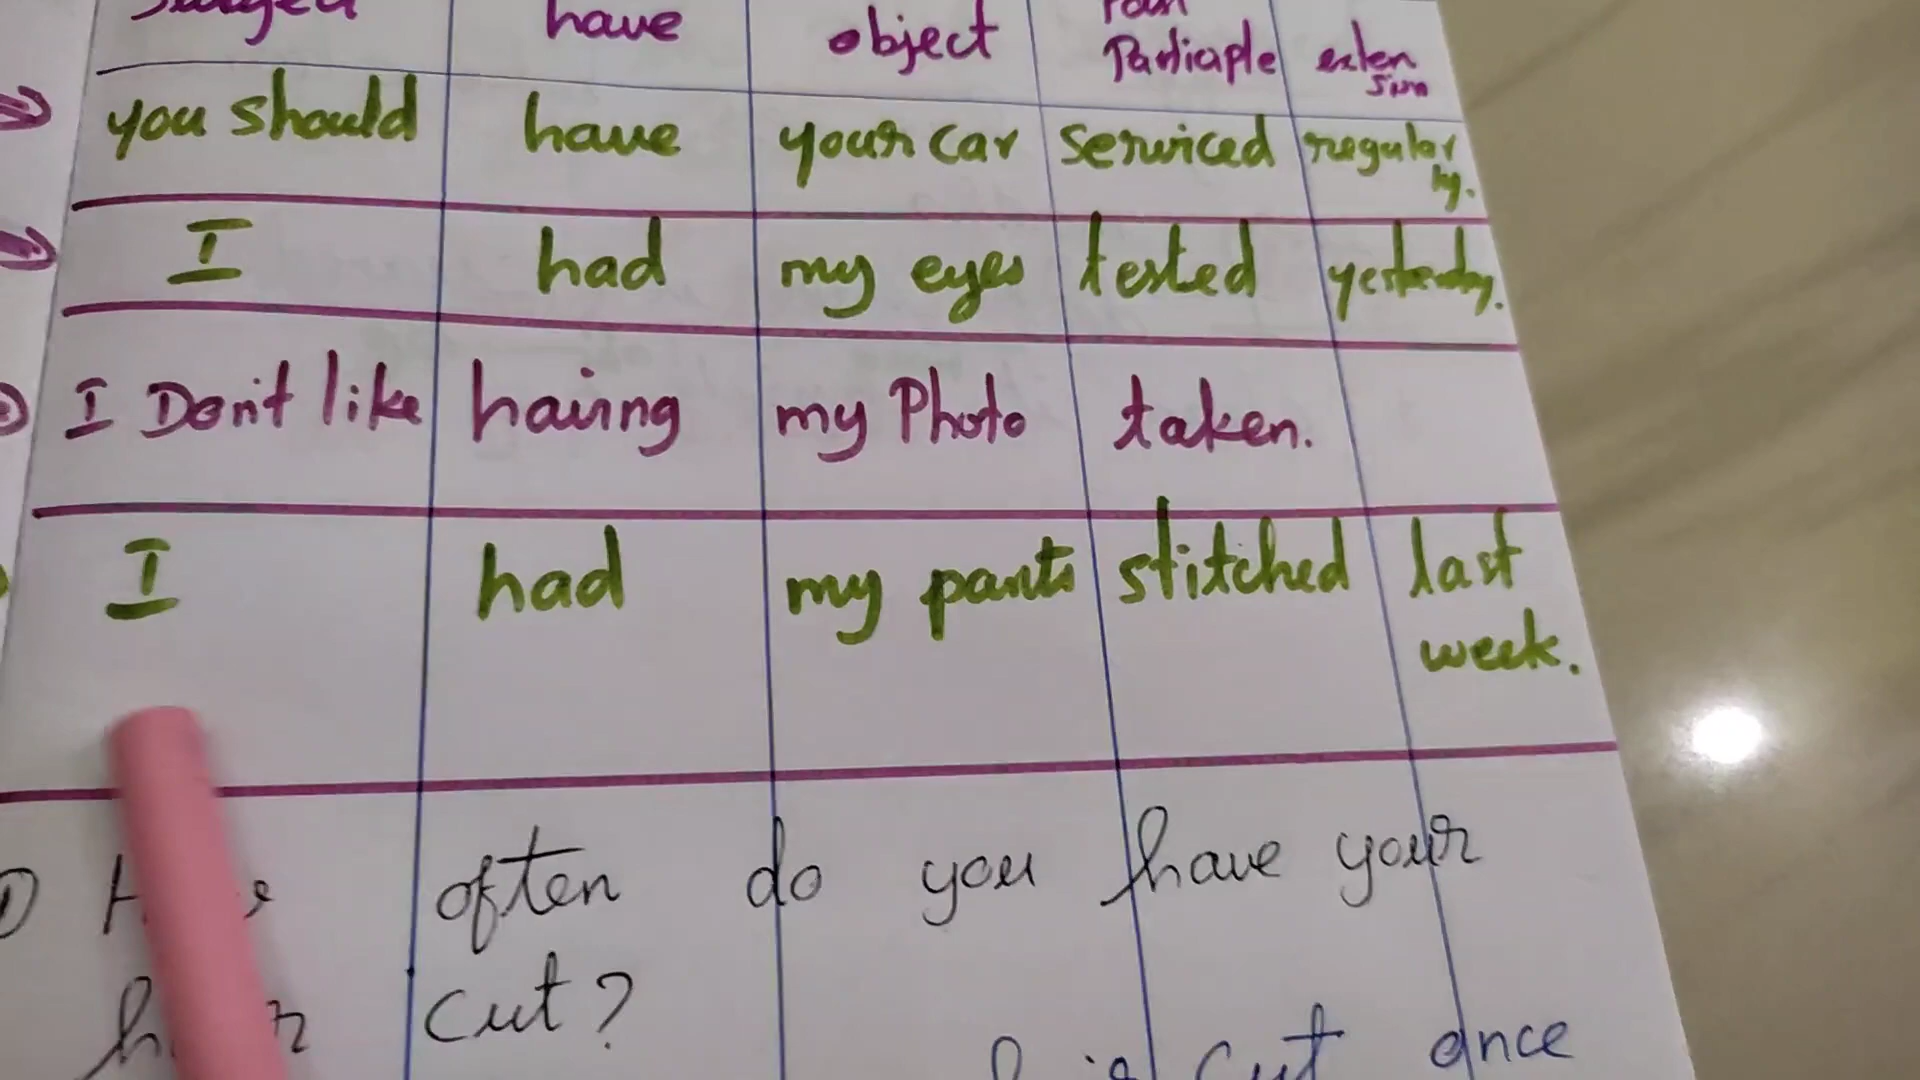 have object Participle exten
sion
you should have your car serviced regular
ly.
I had my eyes tested yesterday.
I Don't like having my Photo taken.
I had my pants stitched last
week.
often do you have your
cut?
cut once